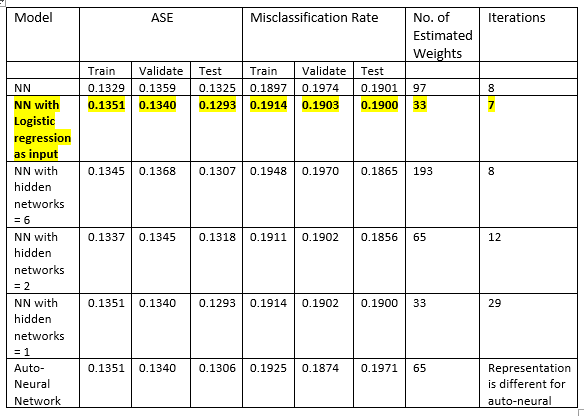 Model ASE Misclassification Rate No. of Iterations
Estimated
Weights
Train Validate Test Train Validate Test
NN 0.1329 0.1359 0.1325 0.1897 0.1974 0.1901 97 8
NN with 0.1351 0.1340 0.1293 0.1914 0.1903 0.1900 33 7
Logistic
regression
as input
NN with 0.1345 0.1368 0.1307 0.1948 0.1970 0.1865 193 8
hidden
networks
= 6
NN with 0.1337 0.1345 0.1318 0.1911 0.1902 0.1856 65 12
hidden
networks
= 2
NN with 0.1351 0.1340 0.1293 0.1914 0.1902 0.1900 33 29
hidden
networks
= 1
Auto- 0.1351 0.1340 0.1306 0.1925 0.1874 0.1971 65 Representation
Neural is different for
Network auto-neural